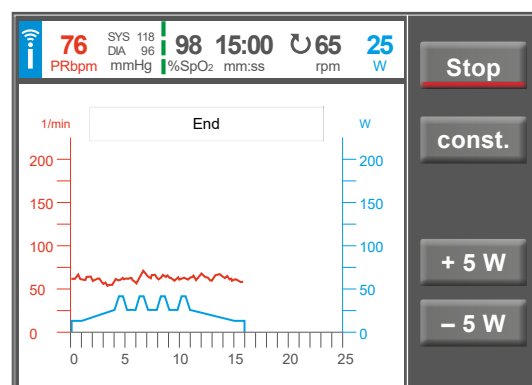 76 SYS 118 98 15:00 65 25
DIA 96
PRbpm mmHg %SpO2 mm:ss rpm W
Stop
1/min End W
const.
200 200
150 150
100 100
+ 5 W
50 50
– 5 W
0 0
0 5 10 15 20 25